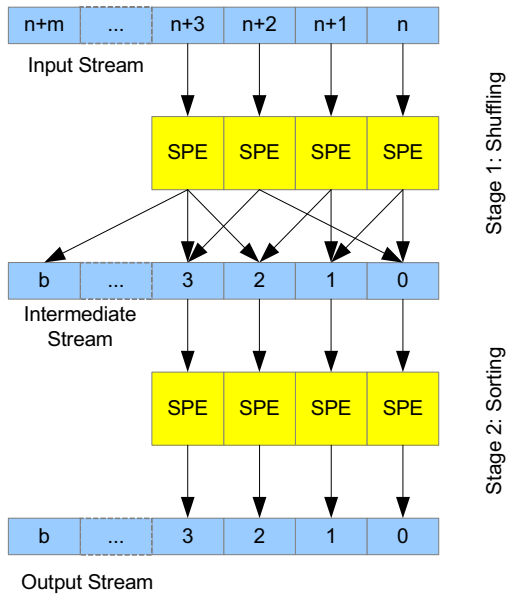 n+m ... n+3 n+2 n+1 n
Input Stream
SPE SPE SPE SPE
Stage 1: Shuffling
b ... 3 2 1 0
Intermediate
Stream
SPE SPE SPE SPE
Stage 2: Sorting
b ... 3 2 1 0
Output Stream